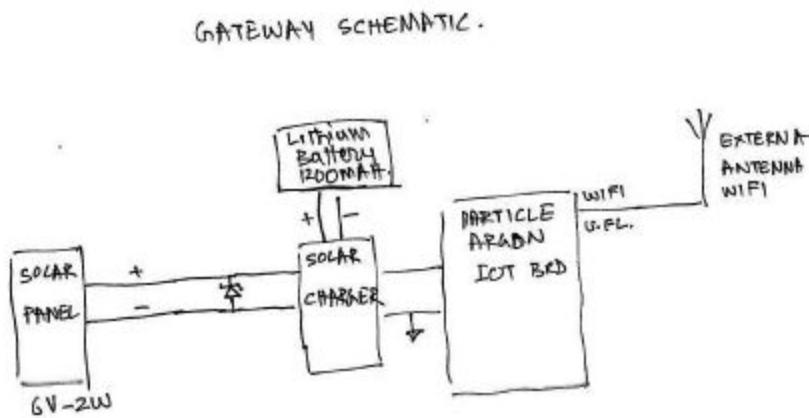 GATEWAY SCHEMATIC.
Lithium
Battery
1200MAH.
+ -
SOLAR
PANEL
6V-2W
+
-
SOLAR
CHARGER
PARTICLE
ARGON
IOT BRD
WIFI
U.FL.
EXTERNA
ANTENNA
WIFI